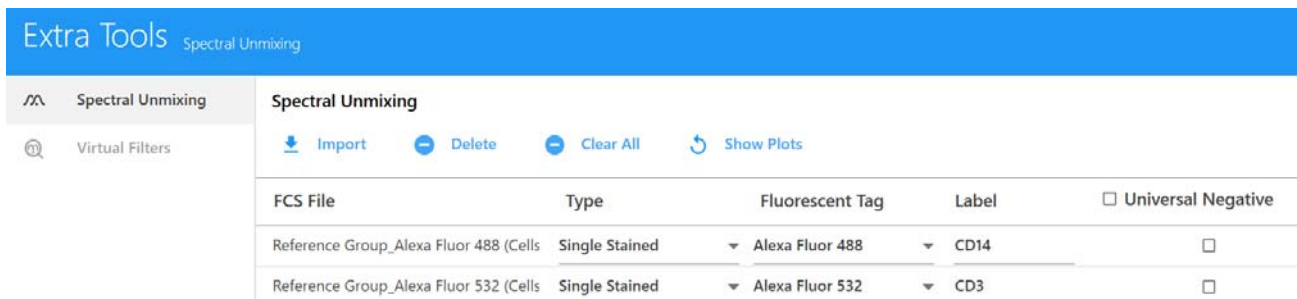 Extra Tools Spectral Unmixing
Spectral Unmixing
Virtual Filters
Spectral Unmixing
Import Delete Clear All Show Plots
FCS File Type Fluorescent Tag Label Universal Negative
Reference Group_Alexa Fluor 488 (Cells Single Stained Alexa Fluor 488 CD14
Reference Group_Alexa Fluor 532 (Cells Single Stained Alexa Fluor 532 CD3